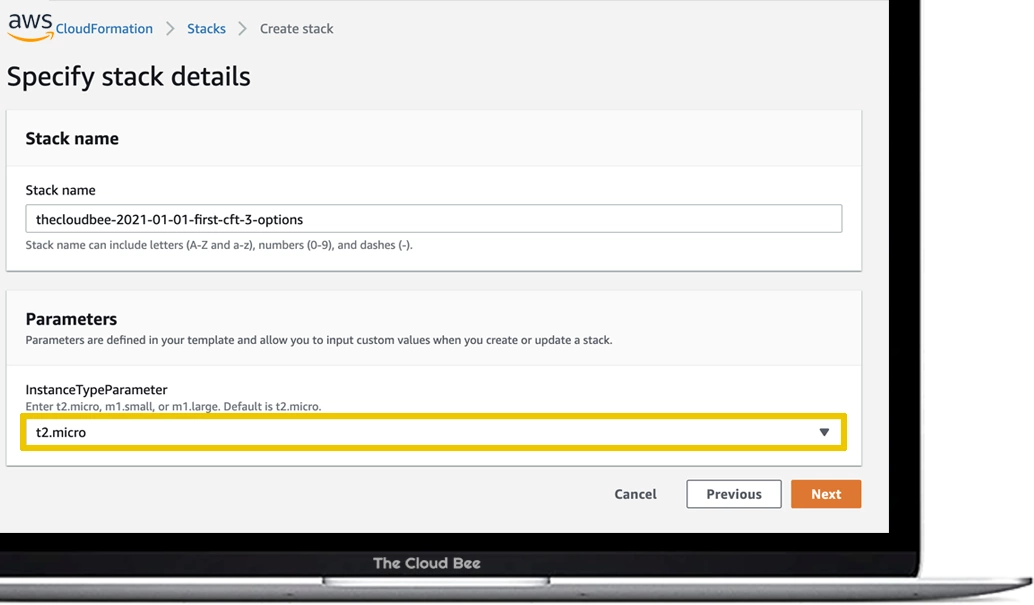 aws
CloudFormation > Stacks > Create stack
Specify stack details
Stack name
Stack name
thecloudbee-2021-01-01-first-cft-3-options
Stack name can include letters (A-Z and a-z), numbers (0-9), and dashes (-).
Parameters
Parameters are defined in your template and allow you to input custom values when you create or update a stack.
InstanceTypeParameter
Enter t2.micro, m1.small, or m1.large. Default is t2.micro.
t2.micro
Cancel Previous Next
The Cloud Bee